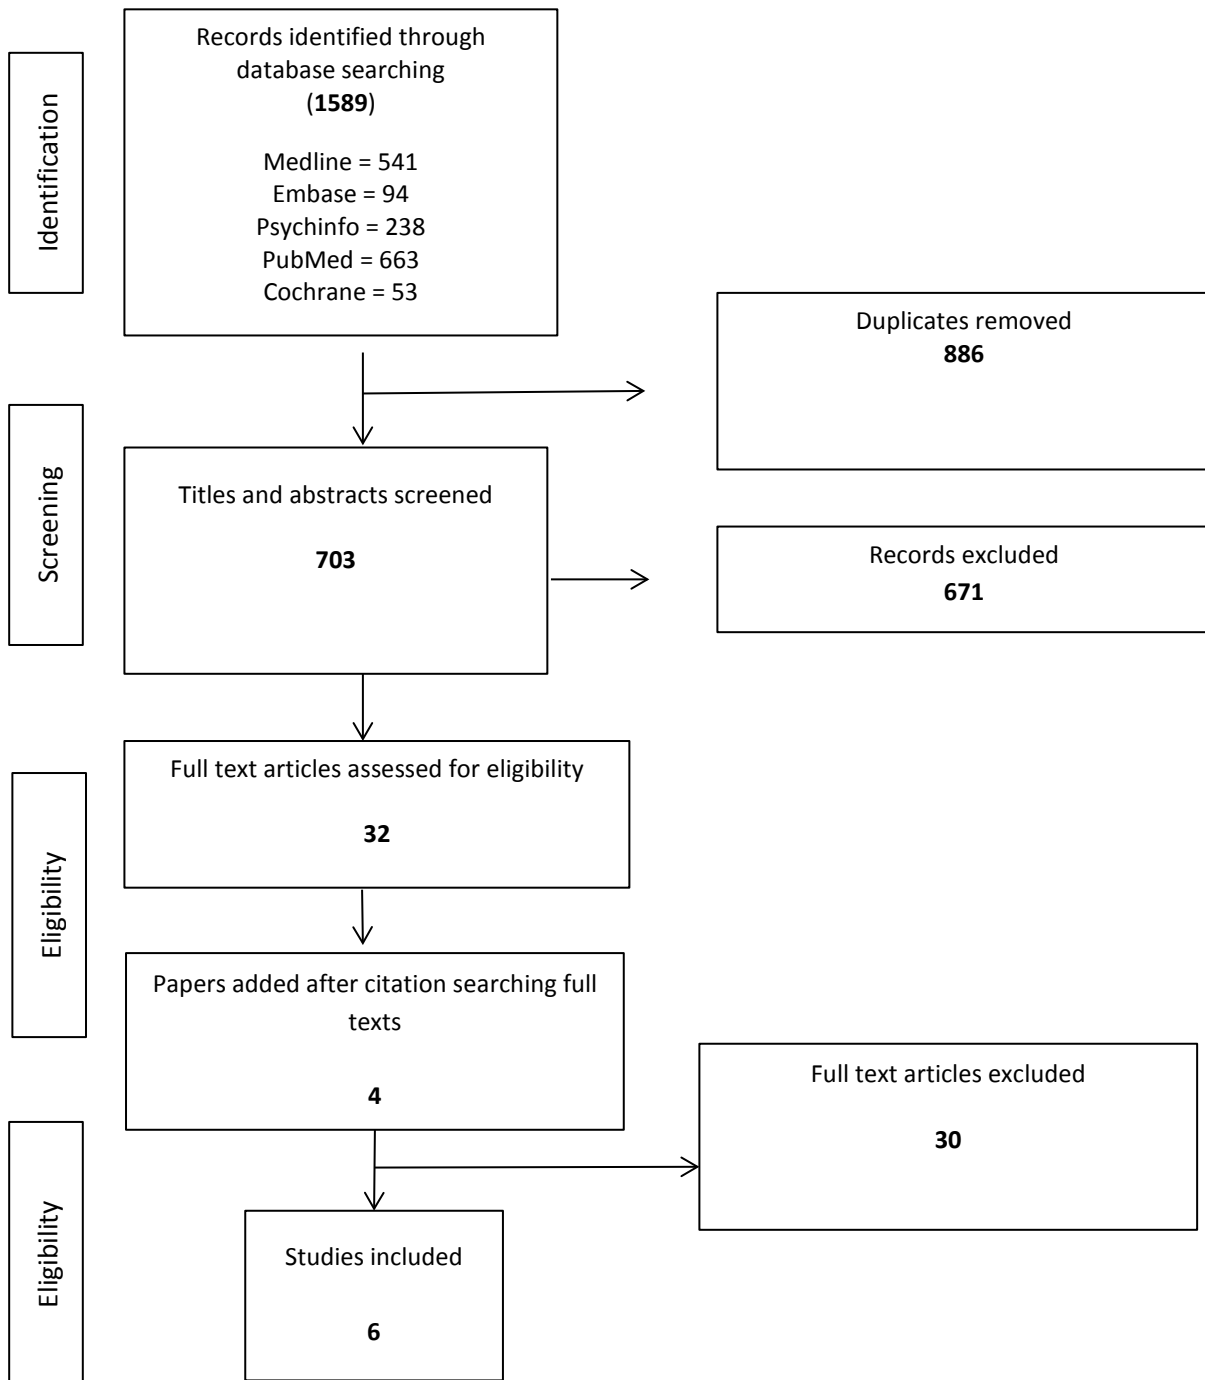 Identification
Records identified through
database searching
(1589)
Medline = 541
Embase = 94
Psychinfo = 238
PubMed = 663
Cochrane = 53
Duplicates removed
886
Screening
Titles and abstracts screened
703
Records excluded
671
Eligibility
Full text articles assessed for eligibility
32
Papers added after citation searching full
texts
4
Full text articles excluded
30
Eligibility
Studies included
6